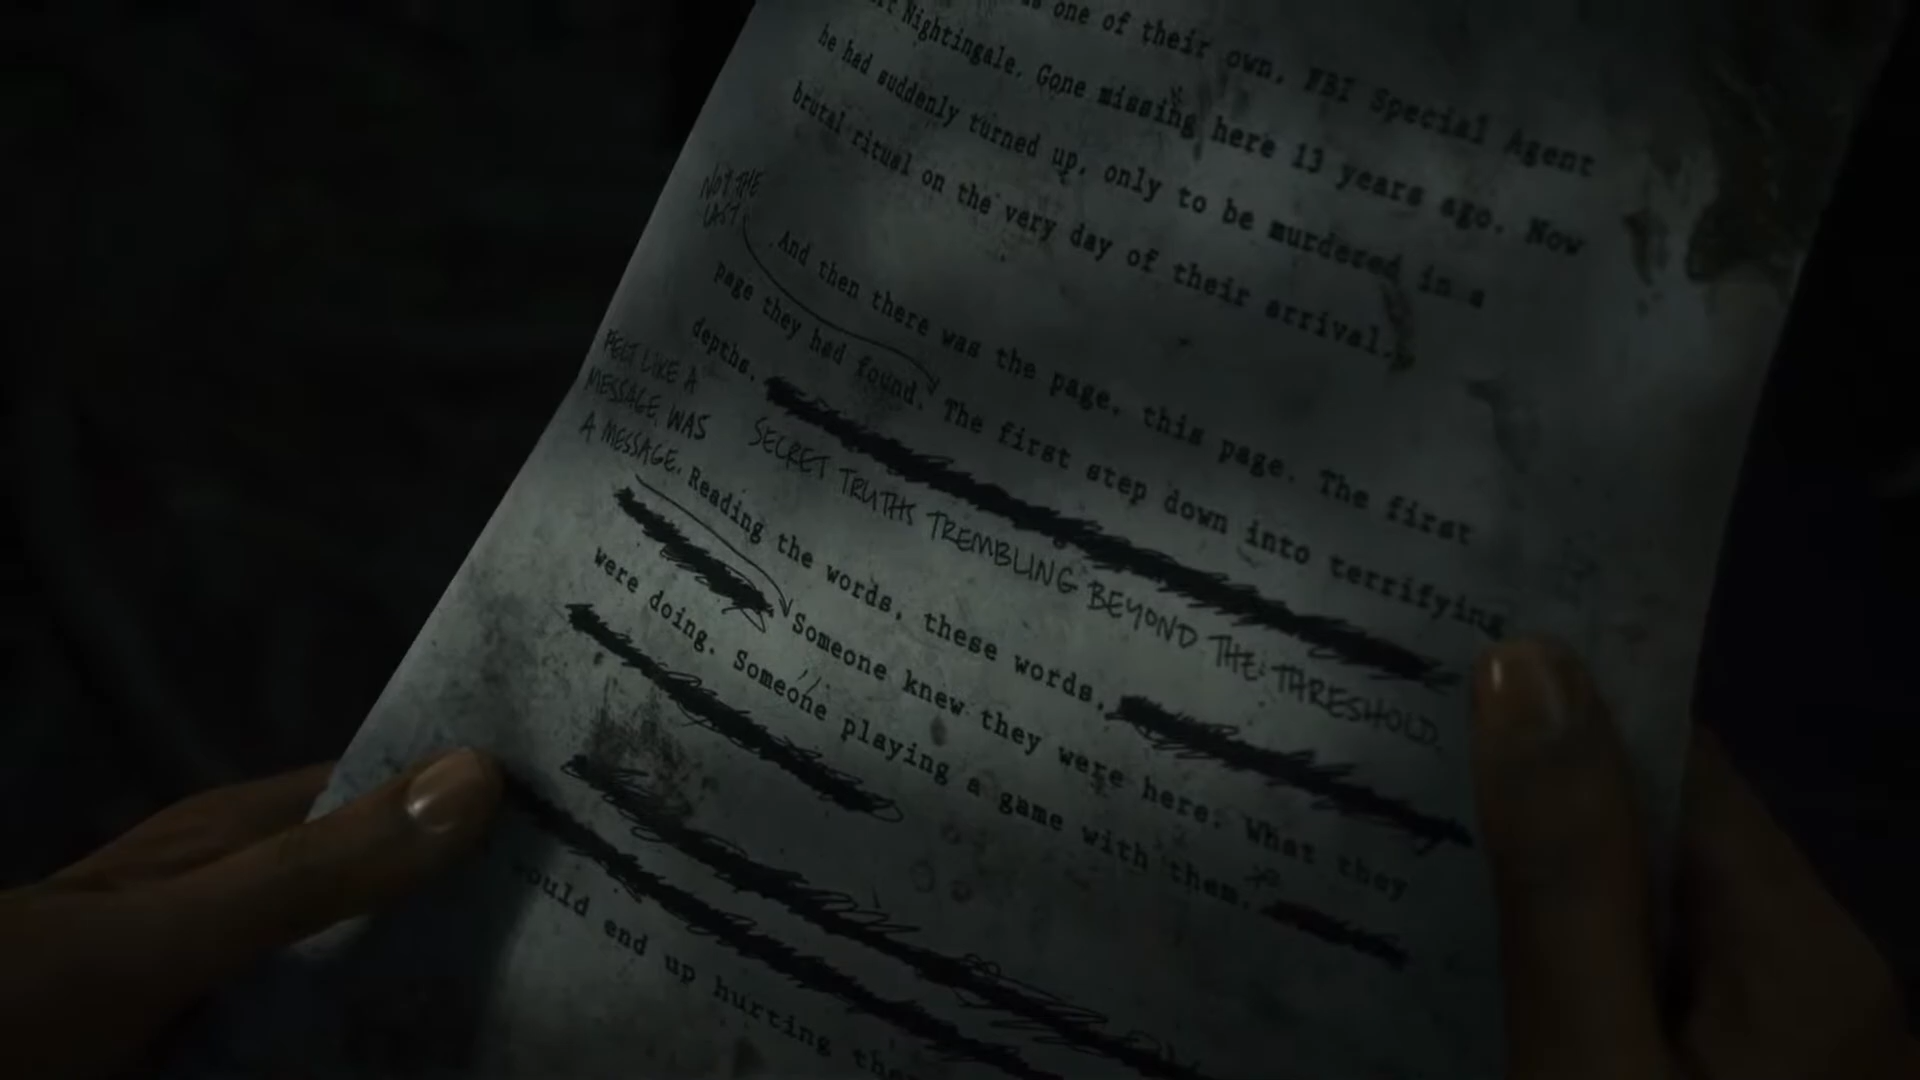 one of their own, FBI Special Agent
Nightingale. Gone missing here 13 years ago. Now
he had suddenly turned up, only to be murdered in a
brutal ritual on the very day of their arrival.
NOT THE
LAST
And then there was the page, this page. The first
page they had found. The first step down into terrifying
depths.
SECRET TRUTHS TREMBLING BEYOND THE THRESHOLD.
FELT LIKE A
MESSAGE, WAS
A MESSAGE.
Reading the words, these words,
Someone knew they were here. What they
were doing. Someone playing a game with them.
end up hurting